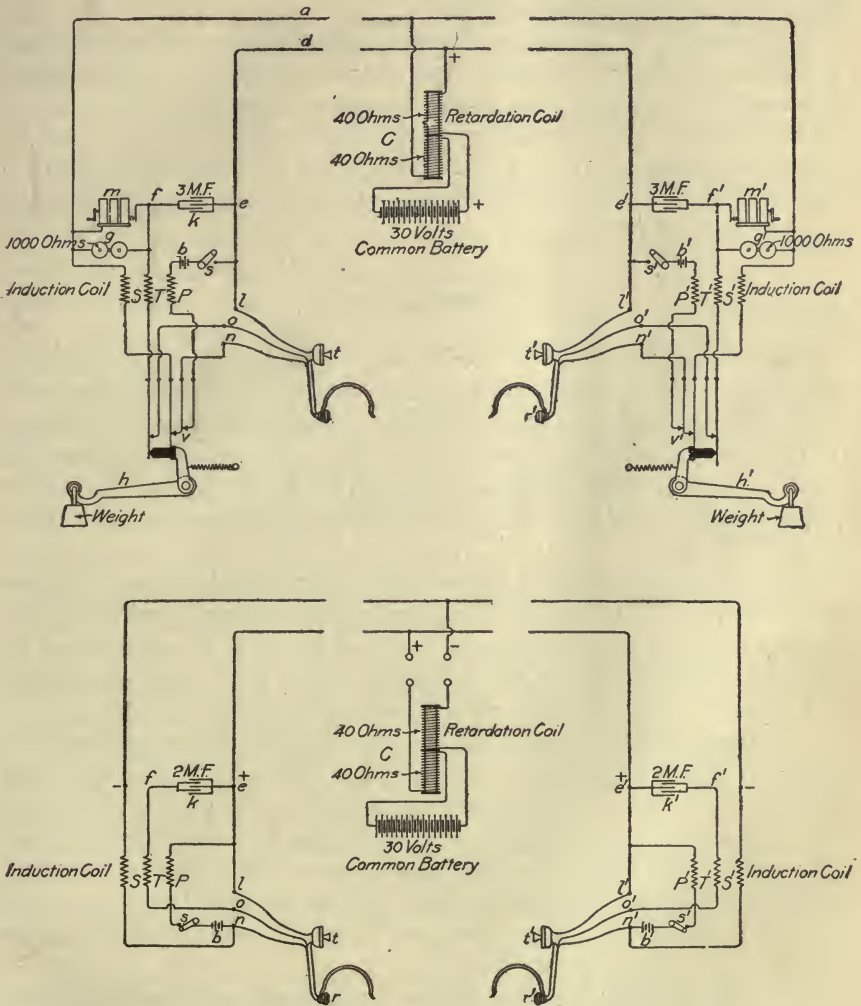 a
d
+
40 Ohms
Retardation Coil
C
40 Ohms
m f 3 M.F. e
k
+
30 Volts
Common Battery
e' 3 M.F. f' m'
1000 Ohms g
b s
s' b'
g' 1000 Ohms
Induction Coil S T P
l
l'
P' T' S' Induction Coil
o
n
o'
n'
t
t'
r
r'
v
v'
h
h'
Weight
Weight
+ -
40 Ohms
Retardation Coil
C
40 Ohms
- f 2 M.F. e +
k
+ e' 2 M.F. f' -
k'
30 Volts
Common Battery
Induction Coil S T P
l
l'
P' T' S' Induction Coil
o
s b n
o'
n' b' s'
t
t'
r
r'